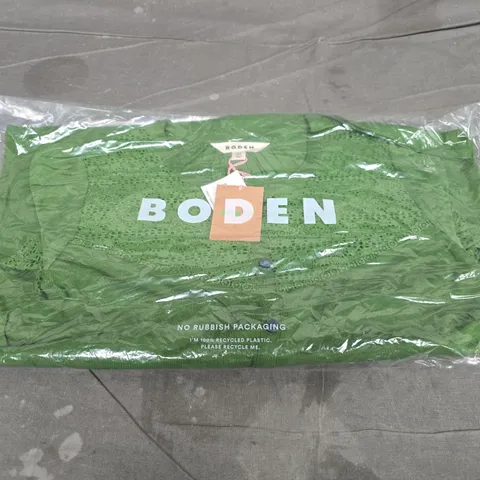 BODEN
BODEN
NO RUBBISH PACKAGING
I'M 100% RECYCLED PLASTIC.
PLEASE RECYCLE ME.